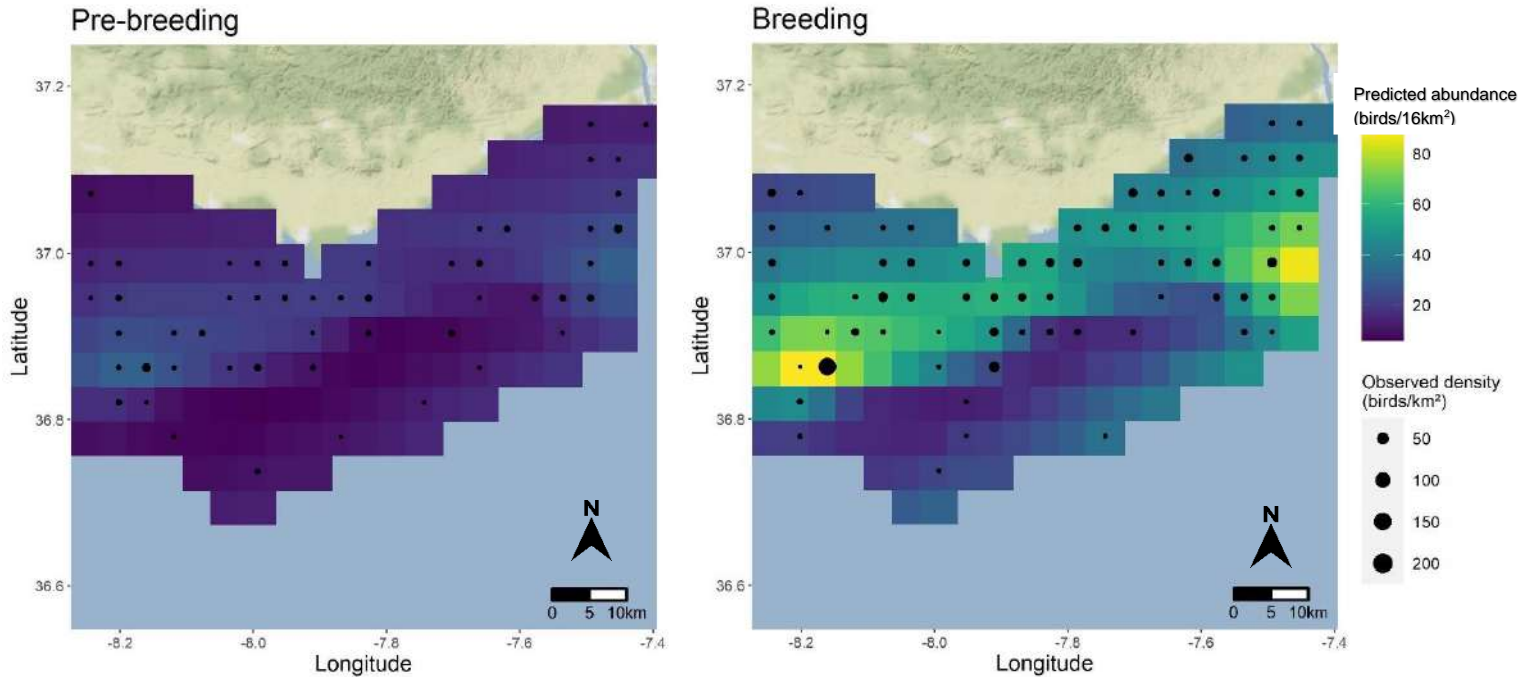 Pre-breeding
Breeding
37.2
37.0
36.8
36.6
-8.2
-8.0
-7.8
-7.6
-7.4
Latitude
Longitude
N
0 5 10km
37.2
37.0
36.8
36.6
-8.2
-8.0
-7.8
-7.6
-7.4
Latitude
Longitude
N
0 5 10km
Predicted abundance
(birds/16km²)
80
60
40
20
Observed density
(birds/km²)
50
100
150
200